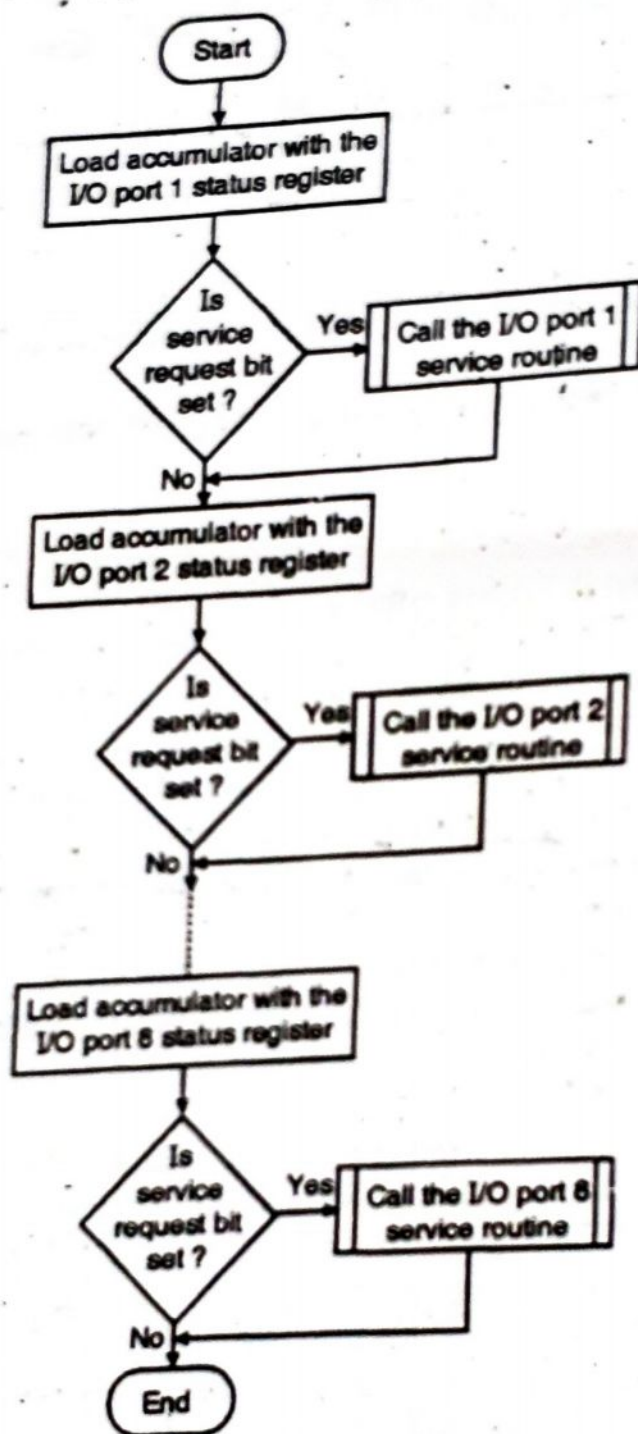 Start
Load accumulator with the
I/O port 1 status register
Is
service
request bit
set ?
Yes
Call the I/O port 1
service routine
No
Load accumulator with the
I/O port 2 status register
Is
service
request bit
set ?
Yes
Call the I/O port 2
service routine
No
Load accumulator with the
I/O port 8 status register
Is
service
request bit
set ?
Yes
Call the I/O port 8
service routine
No
End